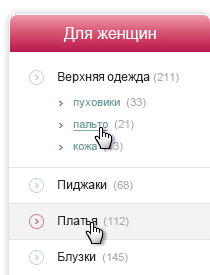 Для женщин
Верхняя одежда (211)
пуховики (33)
пальто (21)
кожа
Пиджаки (68)
Платья (112)
Блузки (145)